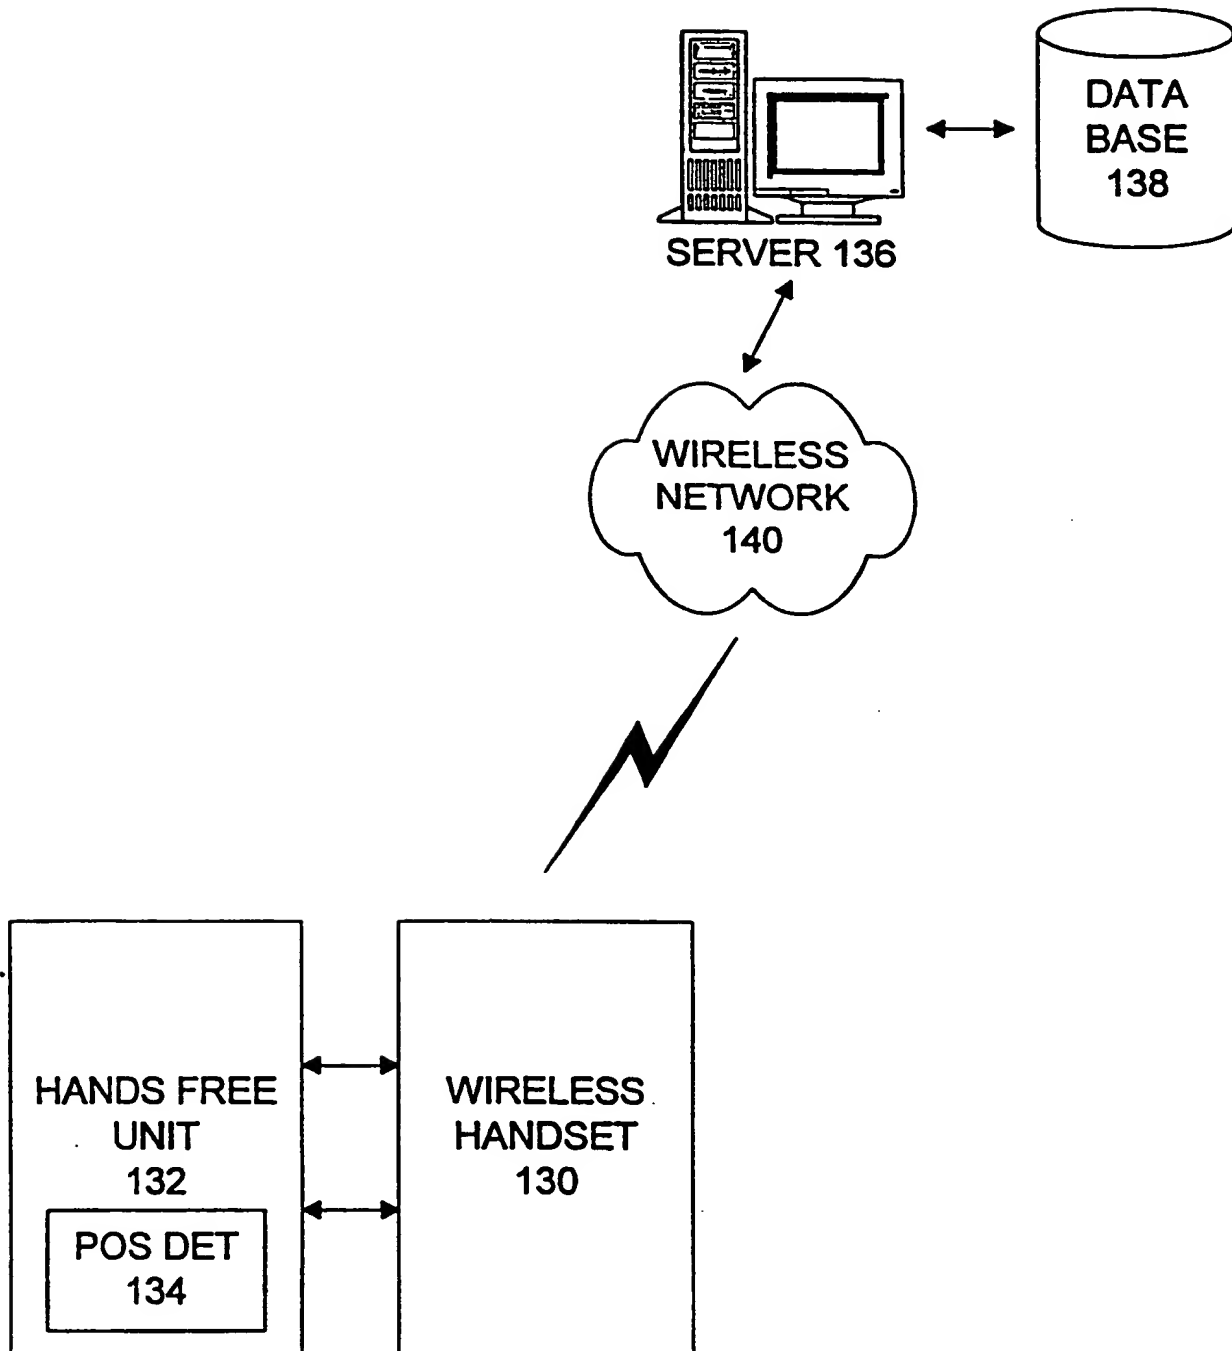 DATA
BASE
138
SERVER 136
WIRELESS
NETWORK
140
HANDS FREE
UNIT
132
POS DET
134
WIRELESS
HANDSET
130